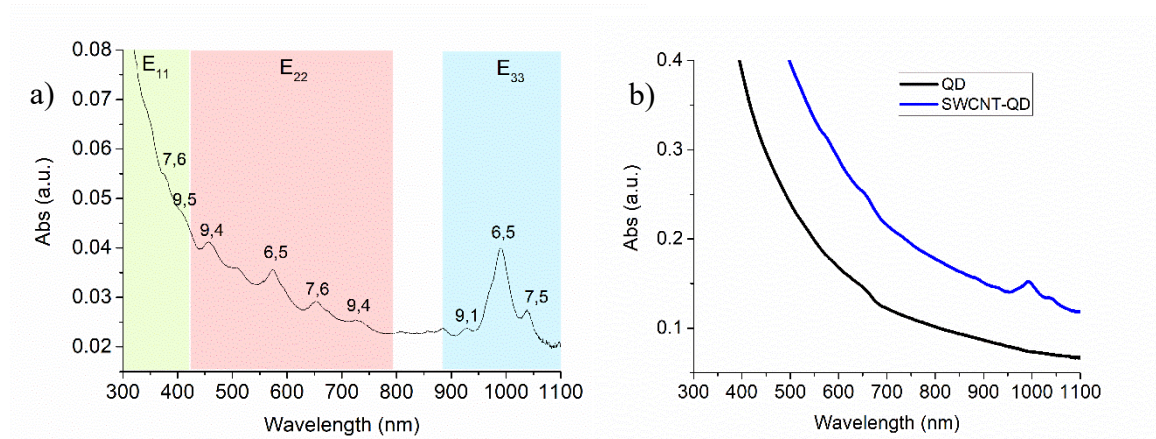 a)
Abs (a.u.)
0.08
0.07
0.06
0.05
0.04
0.03
0.02
E11
E22
E33
7,6
9,5
9,4
6,5
7,6
9,4
9,1
6,5
7,5
300 400 500 600 700 800 900 1000 1100
Wavelength (nm)
b)
Abs (a.u.)
0.4
0.3
0.2
0.1
QD
SWCNT-QD
300 400 500 600 700 800 900 1000 1100
Wavelength (nm)